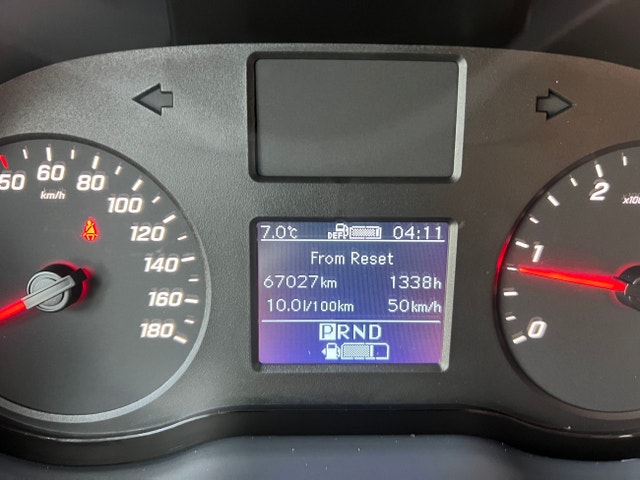 50 60 80 100 120 140 160 180
km/h
7.0°C DEF 04:11
From Reset
67027km 1338h
10.0l/100km 50km/h
PRND
2 1 0
x100